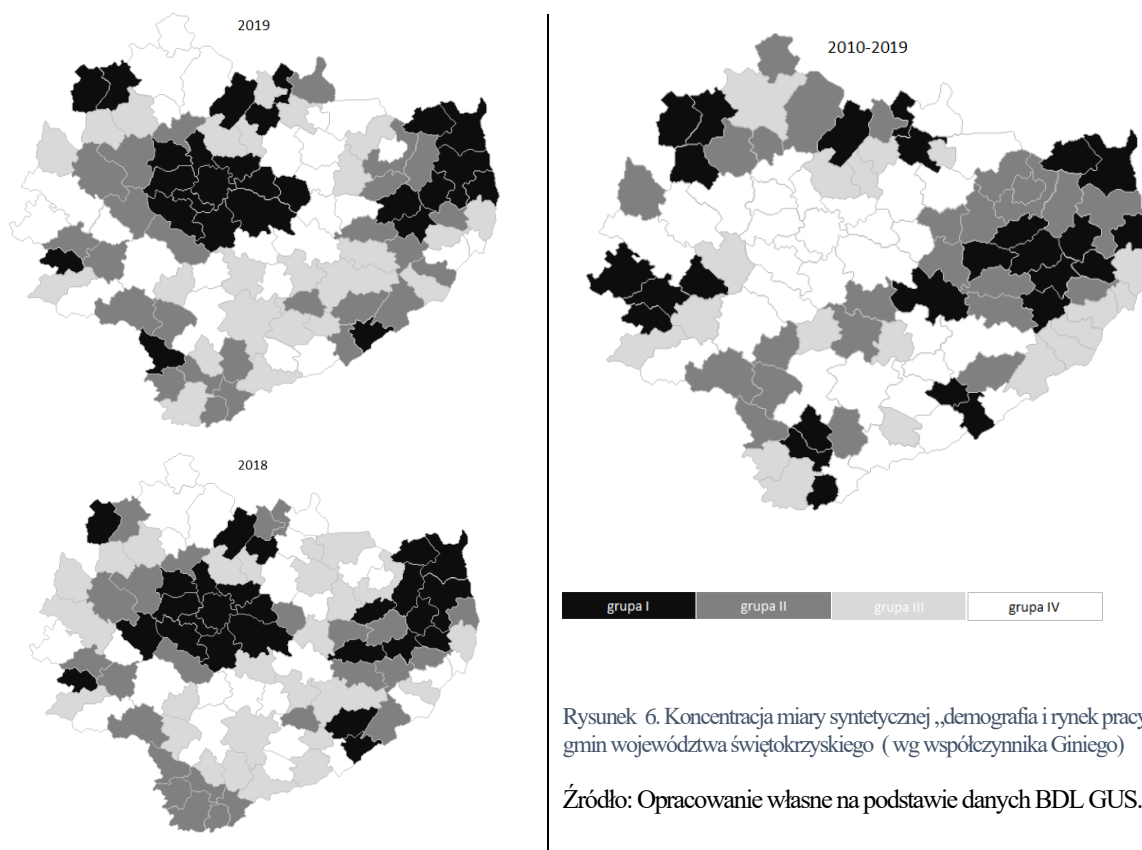 2019
2018
2010-2019
grupa I grupa II grupa III grupa IV
Rysunek 6. Koncentracja miary syntetycznej „demografia i rynek pracy
gmin województwa świętokrzyskiego ( wg współczynnika Giniego)
Źródło: Opracowanie własne na podstawie danych BDL GUS.